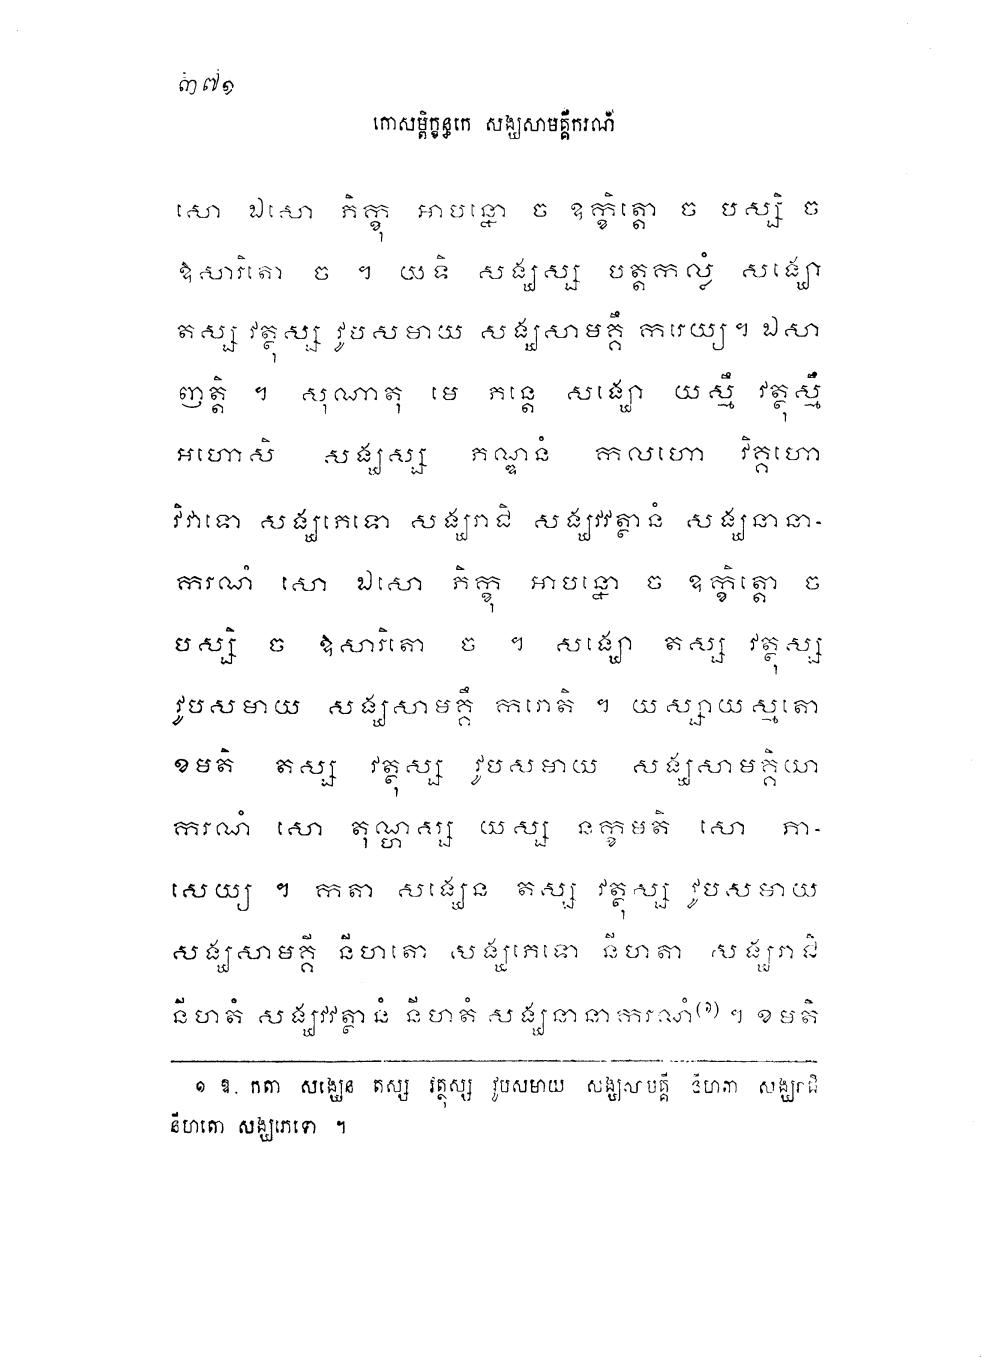 ៣៧១
កោសម្ពិក្ខន្ធកេ សង្ឃសាមគ្គីករណំ
សោ ឯសោ ភិក្ខុ អាបន្នោ ច ឧក្ខិត្តោ ច បស្សិ ច
ឱសារិតោ ច ។ យទិ សង្ឃស្ស បត្តកល្លំ សង្ឃោ
តស្ស វត្ថុស្ស វូបសមាយ សង្ឃសាមគ្គឹ ករេយ្យ។ ឯសា
ញត្តិ ។ សុណាតុ មេ ភន្តេ សង្ឃោ យស្មឹ វត្ថុស្មឹ
អហោសិ សង្ឃស្ស ភណ្ឌនំ កលហោ វិគ្គហោ
វិវាទោ សង្ឃភេទោ សង្ឃរាជិ សង្ឃវវត្ថានំ សង្ឃនានា-
ករណំ សោ ឯសោ ភិក្ខុ អាបន្នោ ច ឧក្ខិត្តោ ច
បស្សិ ច ឱសារិតោ ច ។ សង្ឃោ តស្ស វត្ថុស្ស
វូបសមាយ សង្ឃសាមគ្គឹ ករោតិ ។ យស្សាយស្មតោ
ខមតិ តស្ស វត្ថុស្ស វូបសមាយ សង្ឃសាមគ្គិយា
ករណំ សោ តុណ្ហស្ស យស្ស នក្ខមតិ សោ ភា-
សេយ្យ ។ កតា សង្ឃេន តស្ស វត្ថុស្ស វូបសមាយ
សង្ឃសាមគ្គី នីហតោ សង្ឃភេទោ នីហតា សង្ឃរាជិ
នីហតំ សង្ឃវវត្ថានំ នីហតំ សង្ឃនានាករណំ(១) ។ ខមតិ
១ ឱ. កតា សង្ឃេន តស្ស វត្ថុស្ស វូបសមាយ សង្ឃសាមគ្គី នីហតា សង្ឃរាជិ
នីហតោ សង្ឃភេទោ ។